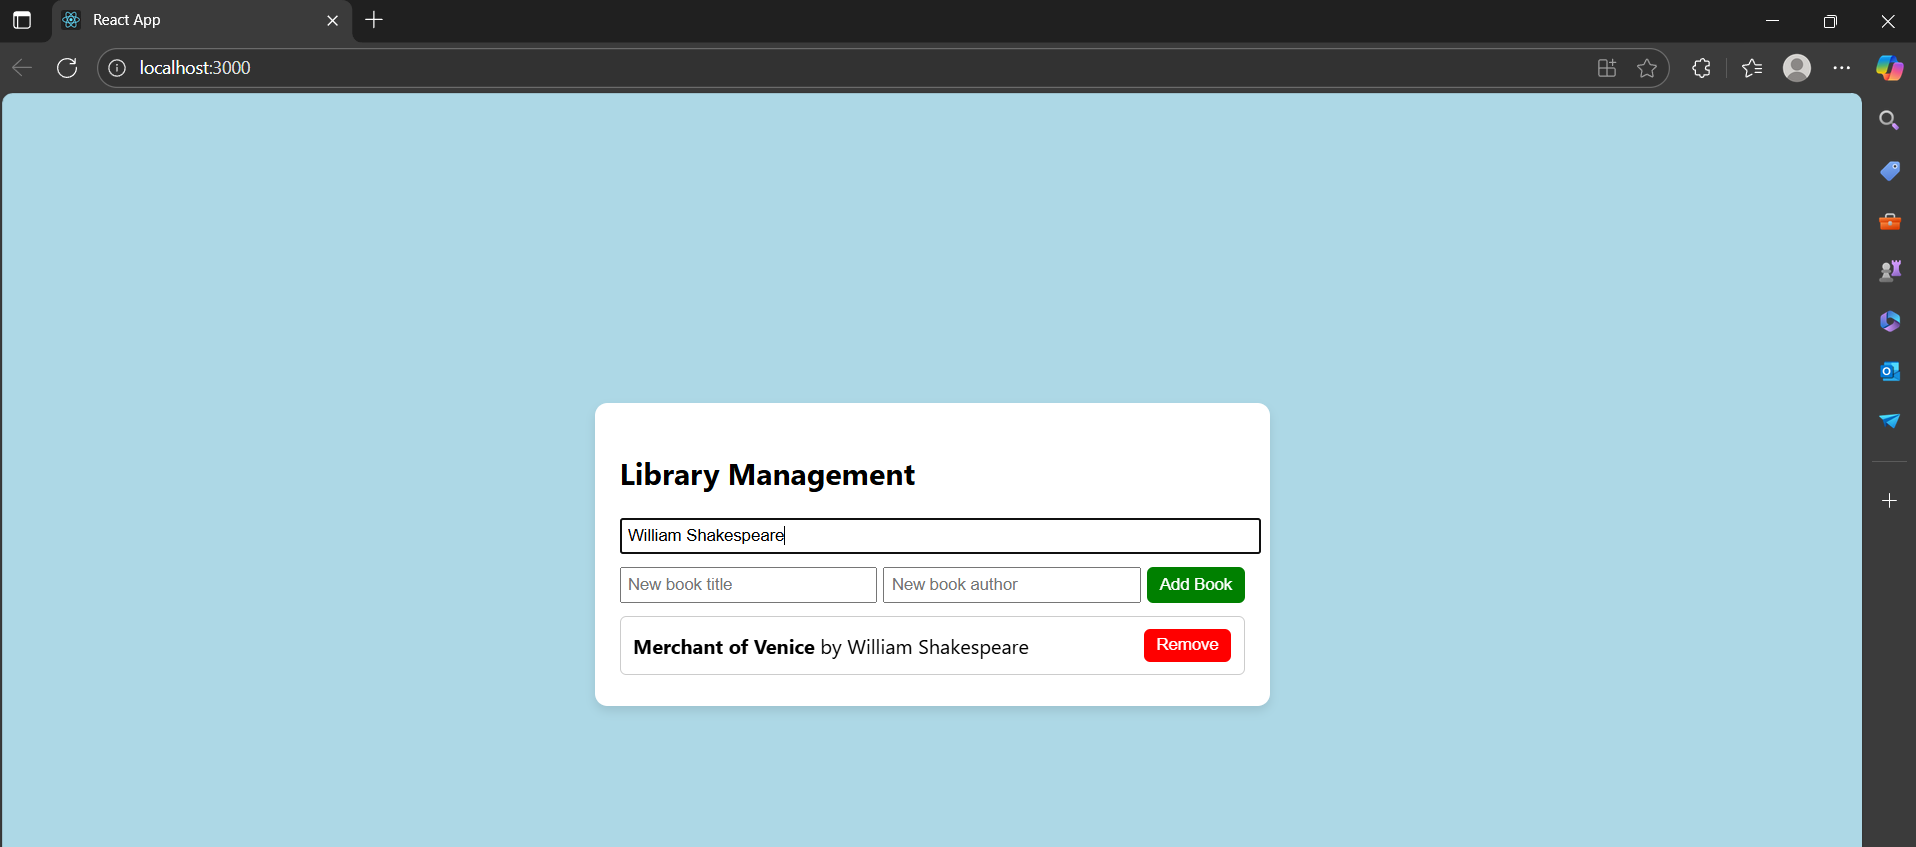 React App
localhost:3000
Library Management
William Shakespeare
New book title New book author Add Book
Merchant of Venice by William Shakespeare Remove